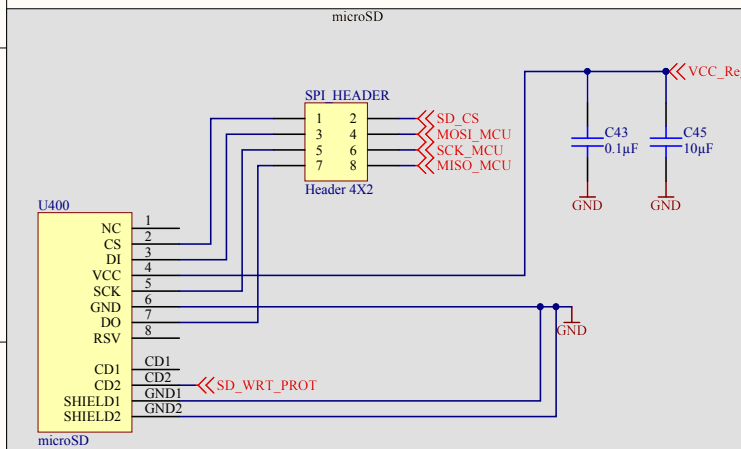 microSD
VCC_Re
SPI_HEADER
1 2 SD_CS
3 4 MOSI_MCU
5 6 SCK_MCU
7 8 MISO_MCU
Header 4X2
C43
0.1µF
C45
10µF
GND
GND
U400
NC 1
CS 2
DI 3
VCC 4
SCK 5
GND 6
DO 7
RSV 8
GND
CD1 CD1
CD2 CD2 SD_WRT_PROT
SHIELD1 GND1
SHIELD2 GND2
microSD